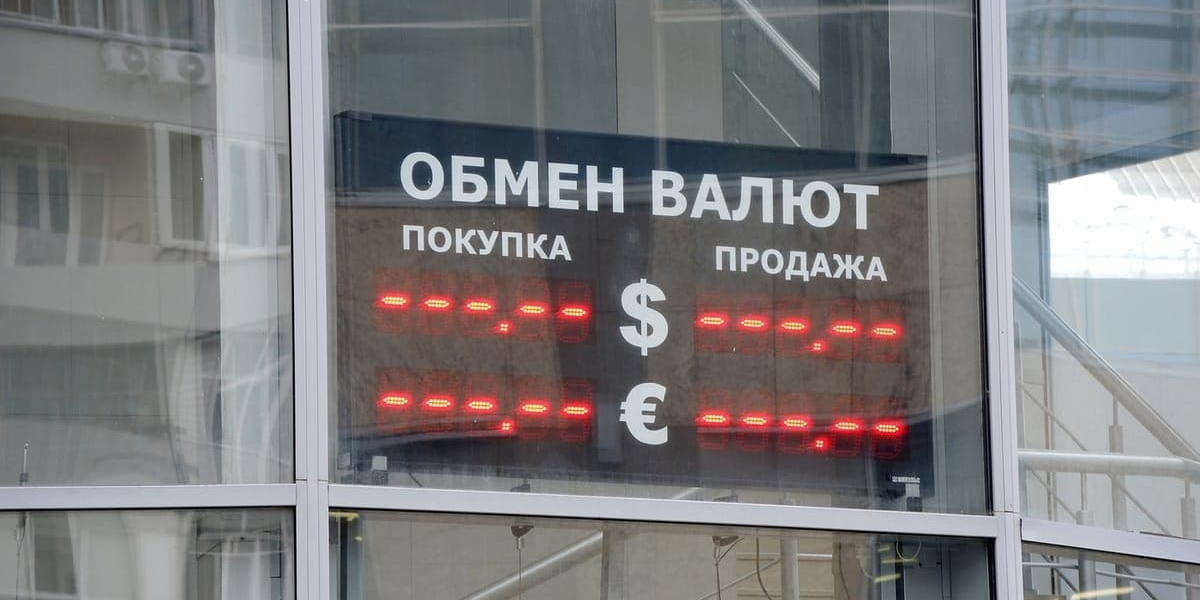 ОБМЕН ВАЛЮТ
ПОКУПКА ПРОДАЖА
---.-- $ ---.--
---.-- € ---.--